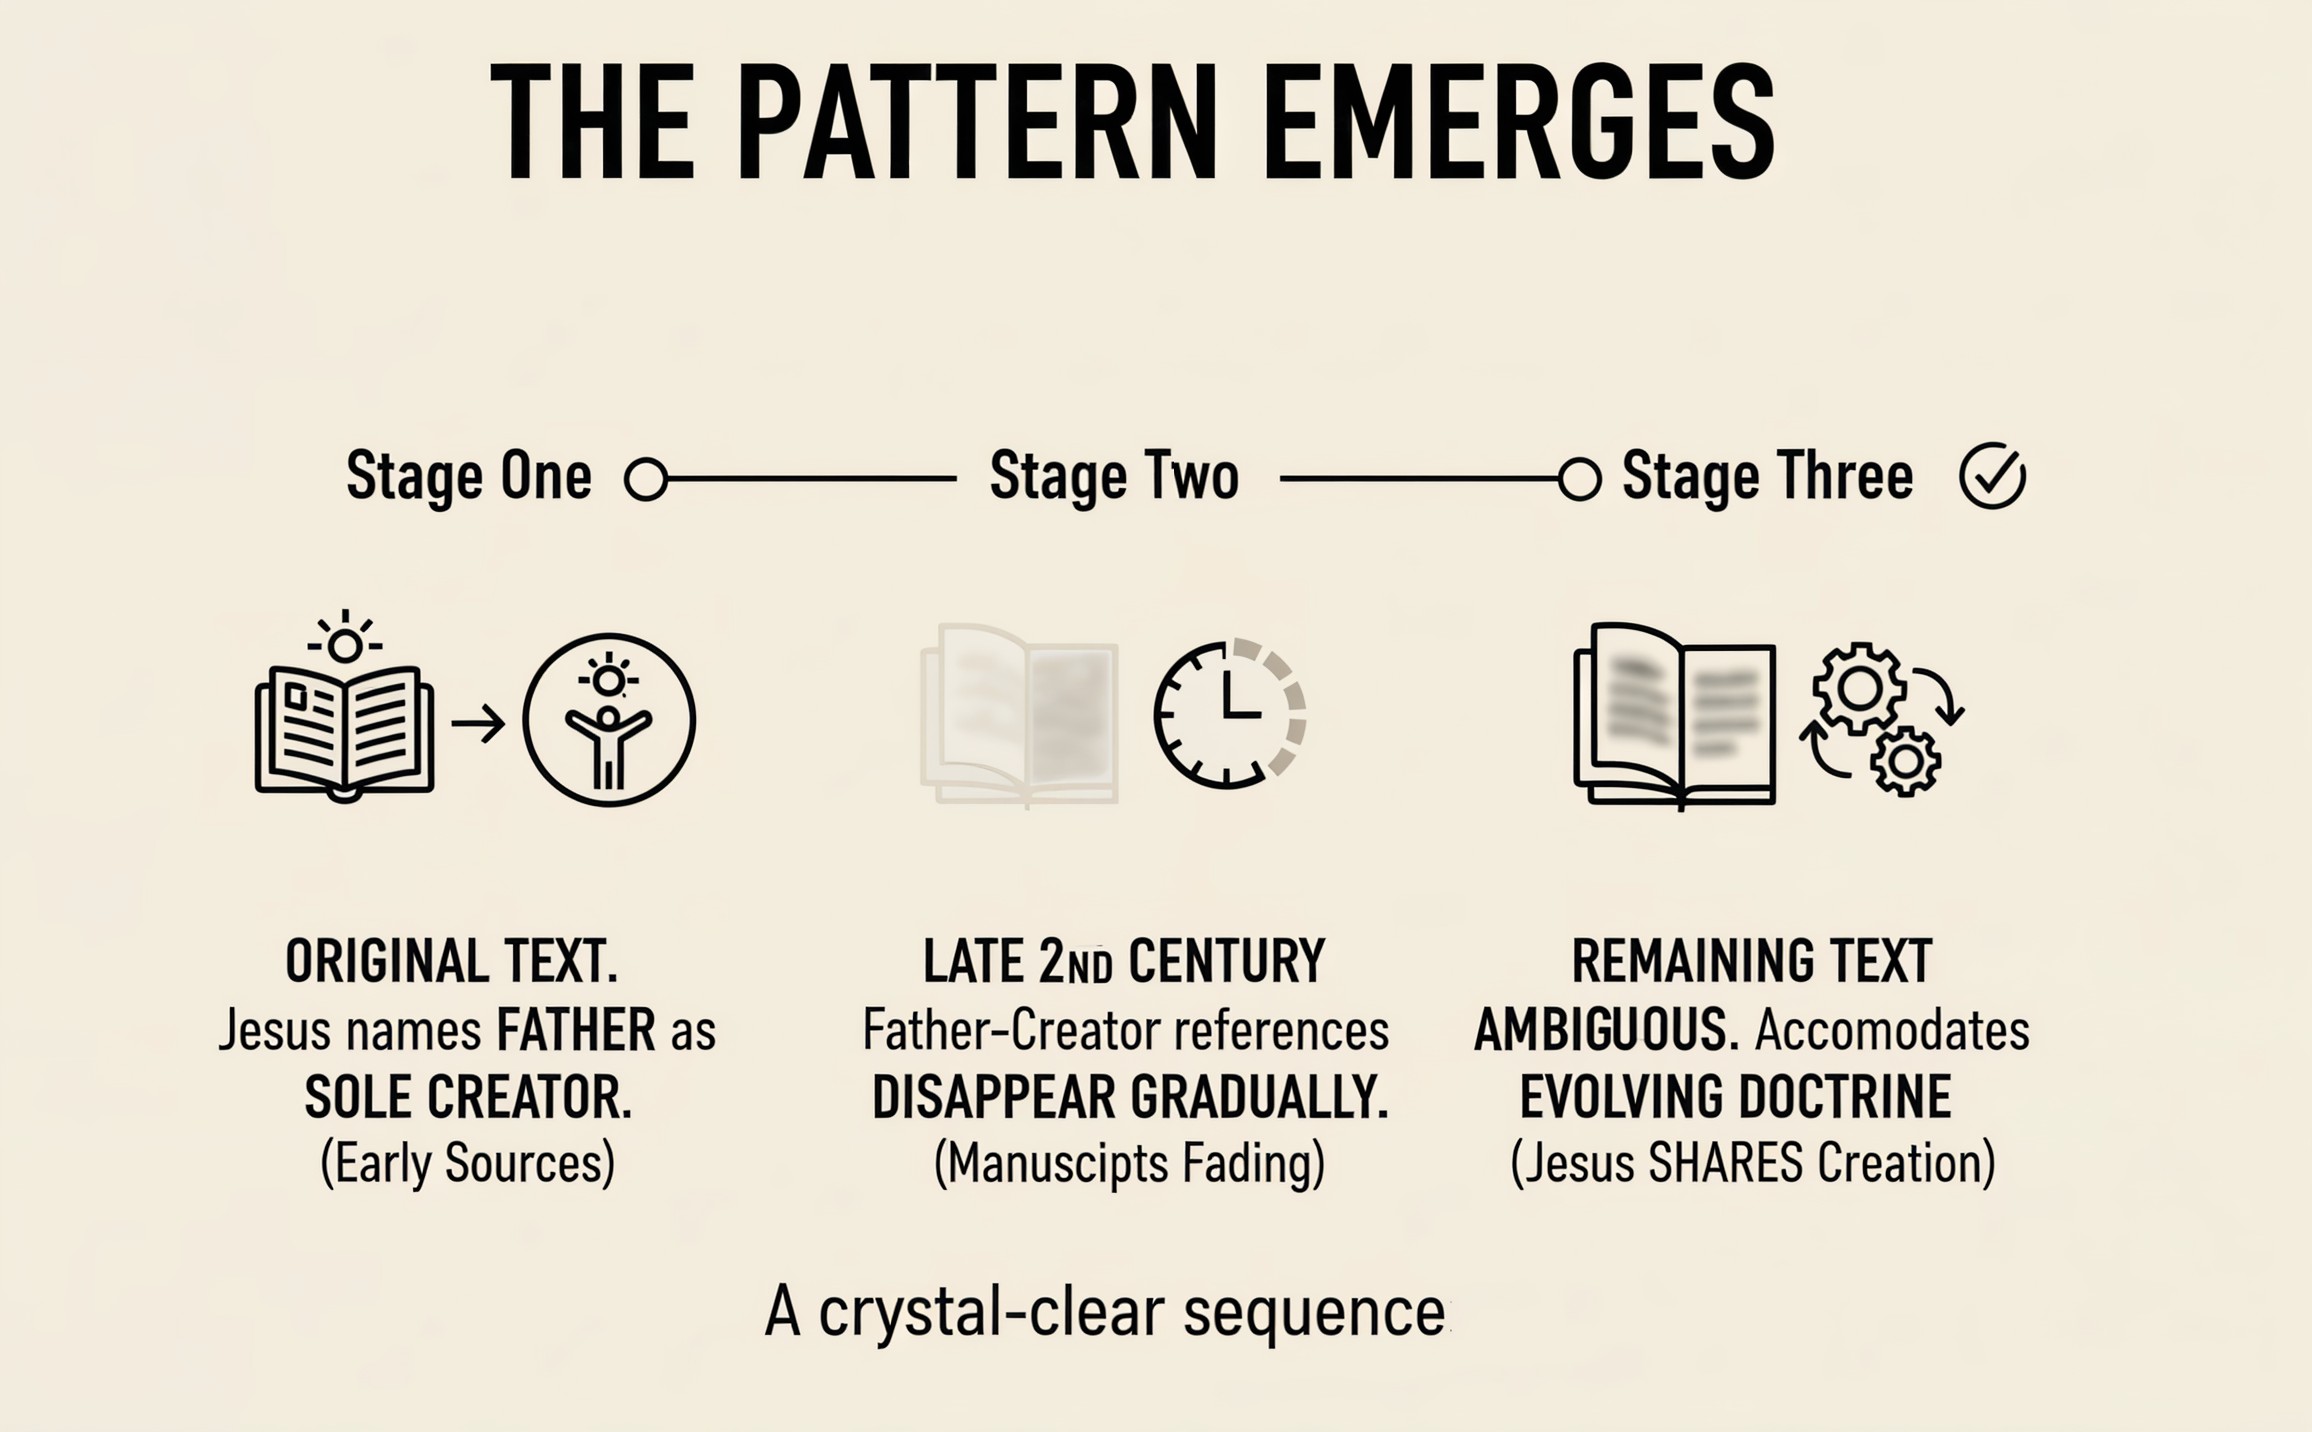 THE PATTERN EMERGES
Stage One
Stage Two
Stage Three
ORIGINAL TEXT.
Jesus names FATHER as
SOLE CREATOR.
(Early Sources)
LATE 2ND CENTURY
Father-Creator references
DISAPPEAR GRADUALLY.
(Manuscipts Fading)
REMAINING TEXT
AMBIGUOUS. Accomodates
EVOLVING DOCTRINE
(Jesus SHARES Creation)
A crystal-clear sequence